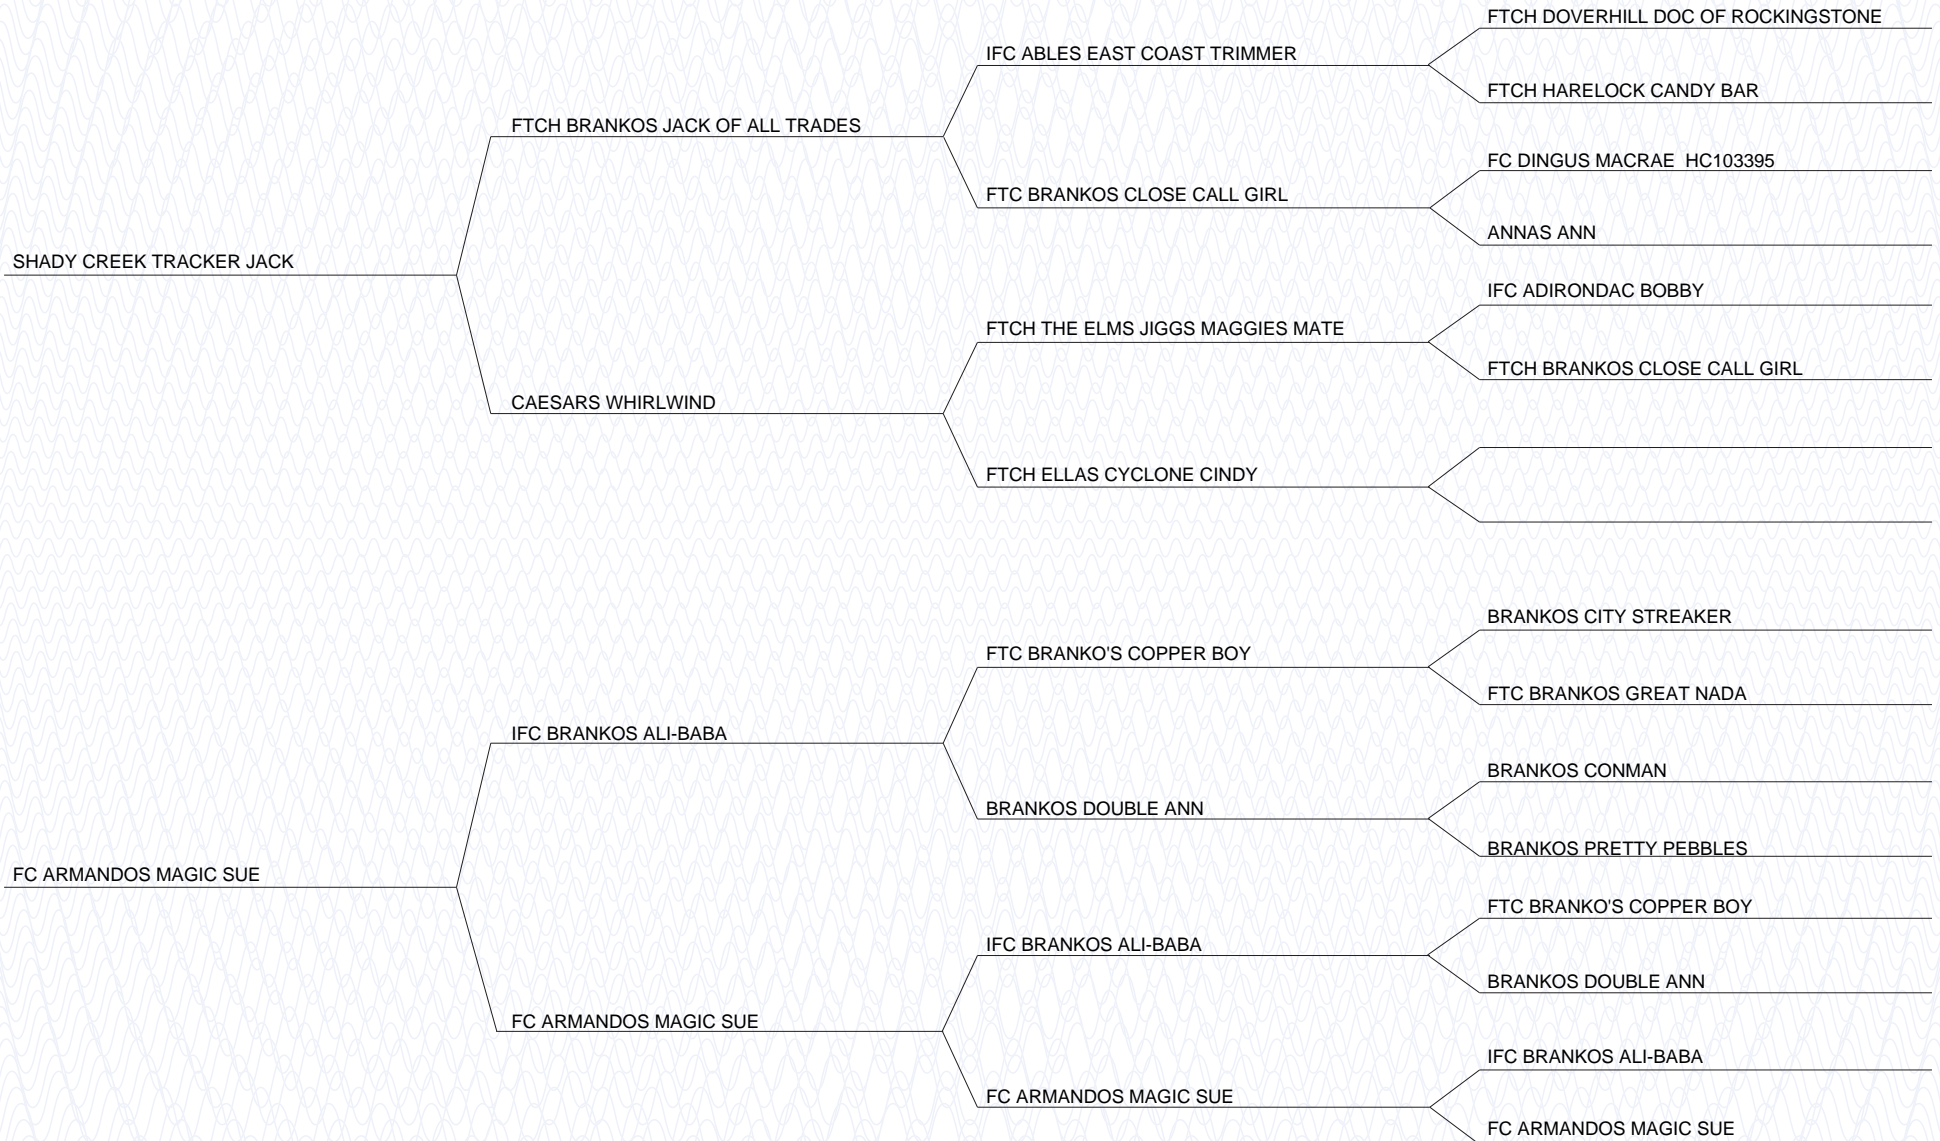 FTCH DOVERHILL DOC OF ROCKINGSTONE
IFC ABLES EAST COAST TRIMMER
FTCH HARELOCK CANDY BAR
FTCH BRANKOS JACK OF ALL TRADES
FC DINGUS MACRAE  HC103395
FTC BRANKOS CLOSE CALL GIRL
ANNAS ANN
SHADY CREEK TRACKER JACK
IFC ADIRONDAC BOBBY
FTCH THE ELMS JIGGS MAGGIES MATE
FTCH BRANKOS CLOSE CALL GIRL
CAESARS WHIRLWIND
FTCH ELLAS CYCLONE CINDY
BRANKOS CITY STREAKER
FTC BRANKO'S COPPER BOY
FTC BRANKOS GREAT NADA
IFC BRANKOS ALI-BABA
BRANKOS CONMAN
BRANKOS DOUBLE ANN
BRANKOS PRETTY PEBBLES
FC ARMANDOS MAGIC SUE
FTC BRANKO'S COPPER BOY
IFC BRANKOS ALI-BABA
BRANKOS DOUBLE ANN
FC ARMANDOS MAGIC SUE
IFC BRANKOS ALI-BABA
FC ARMANDOS MAGIC SUE
FC ARMANDOS MAGIC SUE